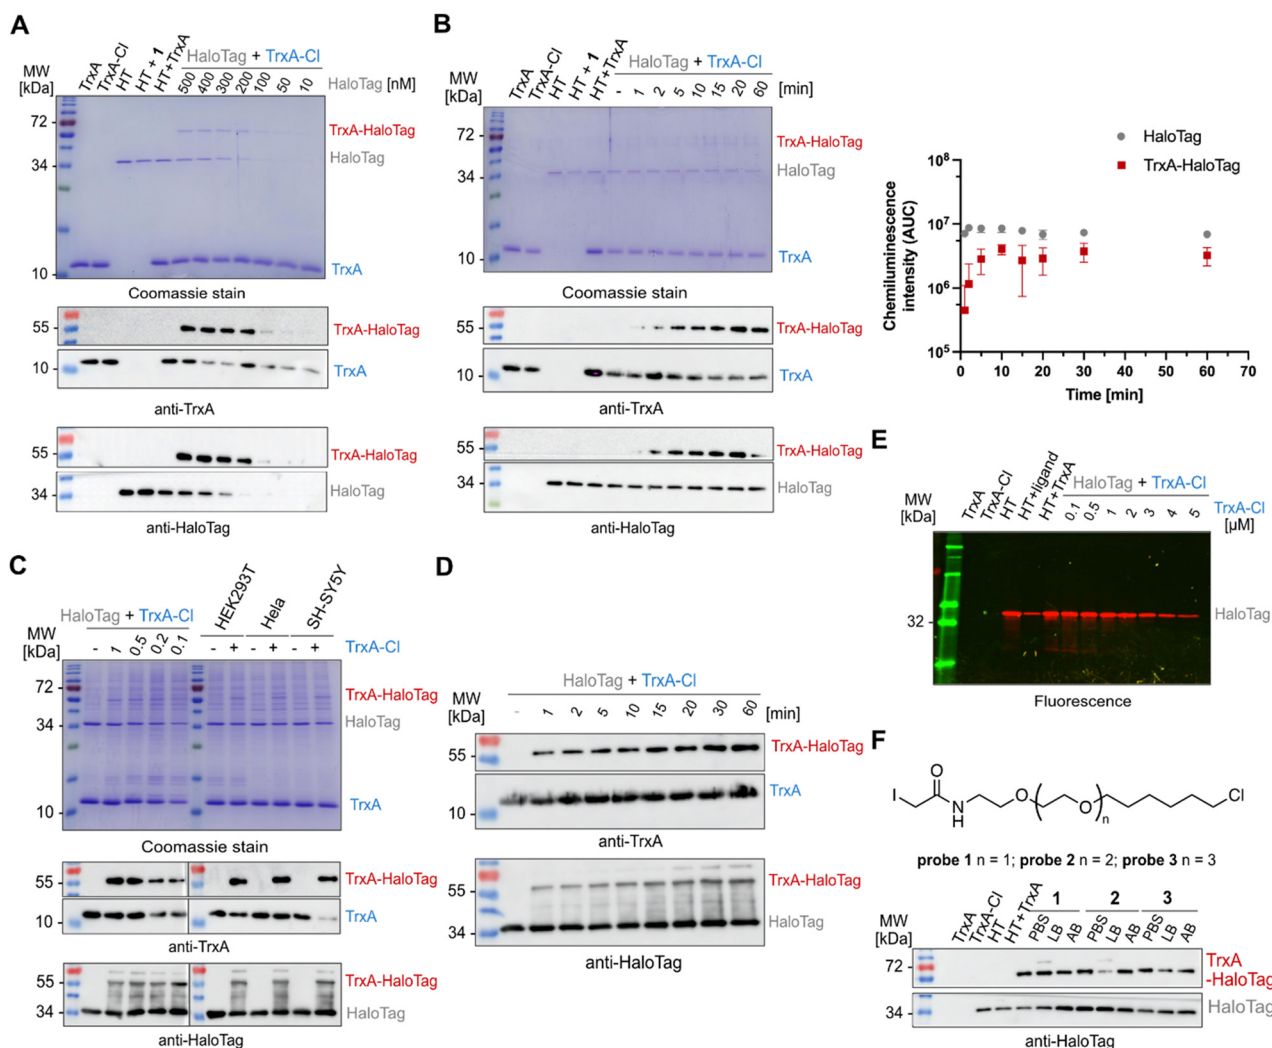 A
MW
[kDa]
TrxA
TrxA-Cl
HT
HT + 1
HT+TrxA
HaloTag + TrxA-Cl
500
400
300
200
100
50
10
HaloTag [nM]
72
34
10
TrxA-HaloTag
HaloTag
TrxA
Coomassie stain
55
TrxA-HaloTag
10
TrxA
anti-TrxA
55
TrxA-HaloTag
34
HaloTag
anti-HaloTag
B
MW
[kDa]
TrxA
TrxA-Cl
HT
HT + 1
HT+TrxA
HaloTag + TrxA-Cl
- 1 2 5 10 15 20 60 [min]
72
34
10
TrxA-HaloTag
HaloTag
TrxA
Coomassie stain
55
TrxA-HaloTag
10
TrxA
anti-TrxA
55
TrxA-HaloTag
34
HaloTag
anti-HaloTag
HaloTag
TrxA-HaloTag
Chemiluminescence
intensity (AUC)
10⁸
10⁷
10⁶
10⁵
0 10 20 30 40 50 60 70
Time [min]
C
MW
[kDa]
HaloTag + TrxA-Cl
- 1 0.5 0.2 0.1
HEK293T
Hela
SH-SY5Y
- + - + - + TrxA-Cl
72
34
10
TrxA-HaloTag
HaloTag
TrxA
Coomassie stain
55
TrxA-HaloTag
10
TrxA
anti-TrxA
55
TrxA-HaloTag
34
HaloTag
anti-HaloTag
D
MW
[kDa]
HaloTag + TrxA-Cl
- 1 2 5 10 15 20 30 60 [min]
55
TrxA-HaloTag
10
TrxA
anti-TrxA
55
TrxA-HaloTag
34
HaloTag
anti-HaloTag
E
MW
[kDa]
TrxA
TrxA-Cl
HT
HT+ligand
HT+TrxA
HaloTag + TrxA-Cl
0.1 0.5 1 2 3 4 5
TrxA-Cl
[µM]
32
HaloTag
Fluorescence
F
I
O
N
H
O
O
n
Cl
probe 1 n = 1; probe 2 n = 2; probe 3 n = 3
MW
[kDa]
TrxA
TrxA-Cl
HT
HT+TrxA
1 2 3
PBS LB AB PBS LB AB PBS LB AB
72
TrxA
-HaloTag
34
HaloTag
anti-HaloTag